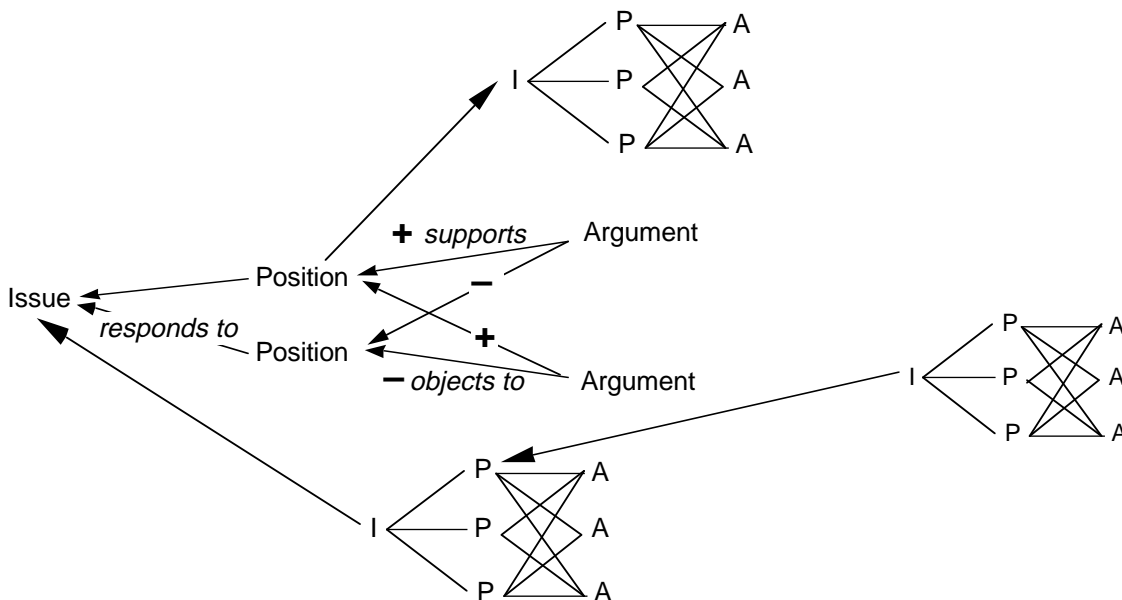 P A
I P A
P A
+ supports Argument
Position −
Issue
responds to +
Position
− objects to Argument
P A
I P A
P A
P A
I P A
P A